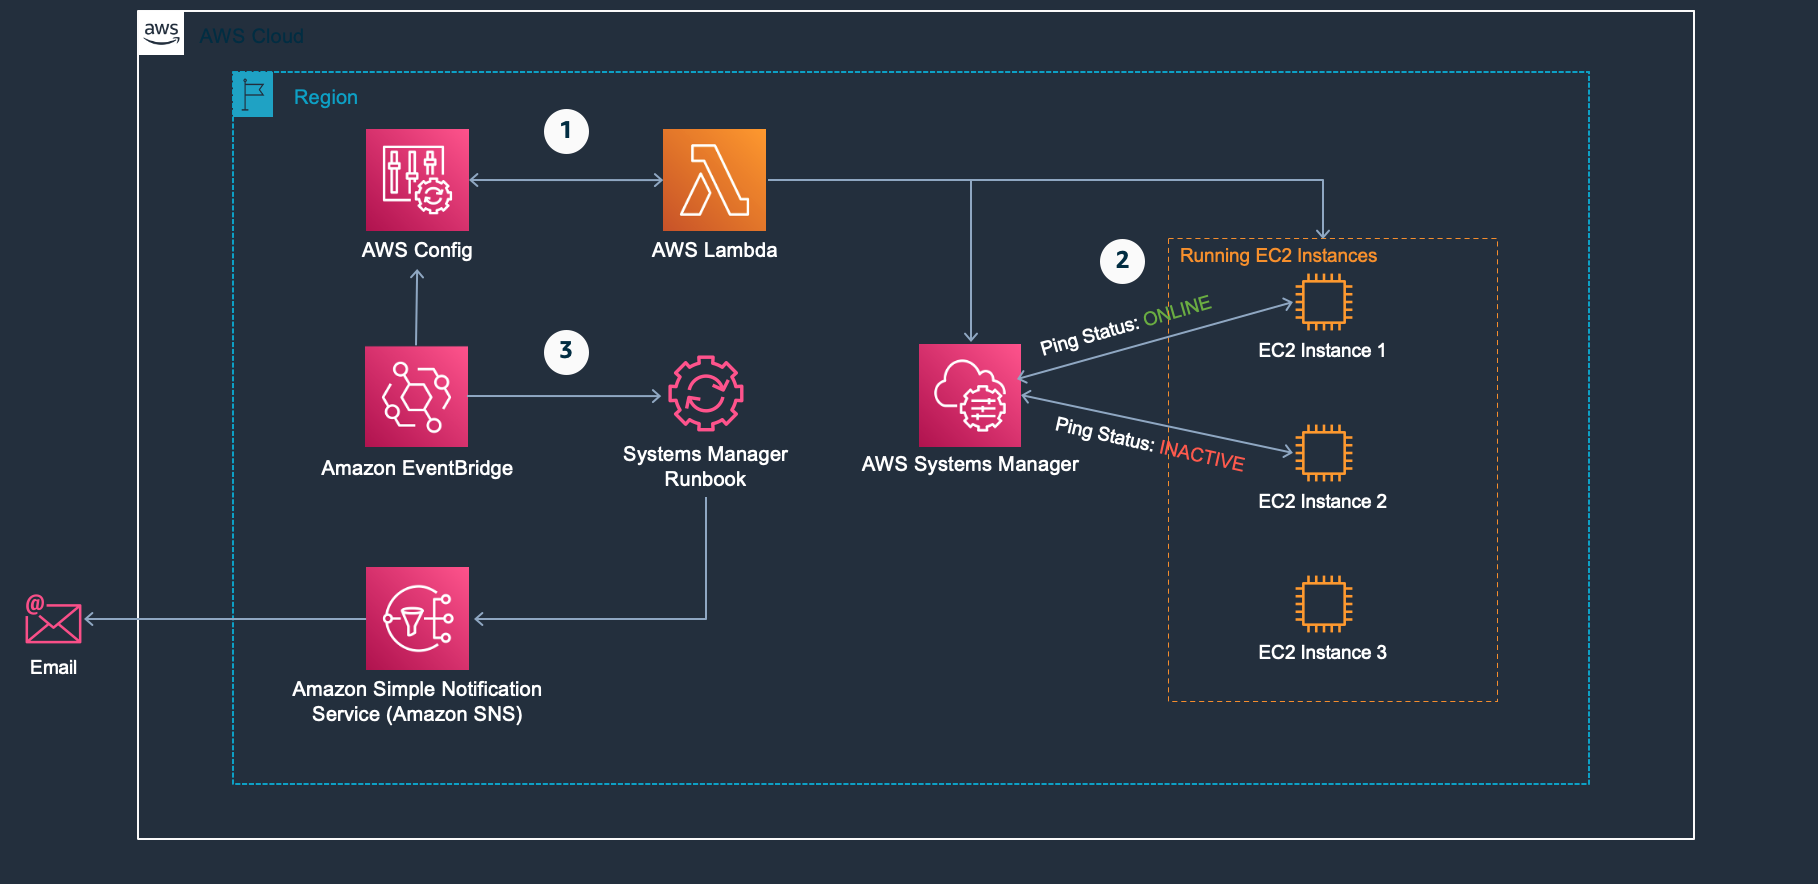 aws
AWS Cloud
Region
1
AWS Config
AWS Lambda
2
Running EC2 Instances
Ping Status: ONLINE
EC2 Instance 1
3
Amazon EventBridge
Systems Manager
Runbook
AWS Systems Manager
Ping Status: INACTIVE
EC2 Instance 2
@
Email
Amazon Simple Notification
Service (Amazon SNS)
EC2 Instance 3